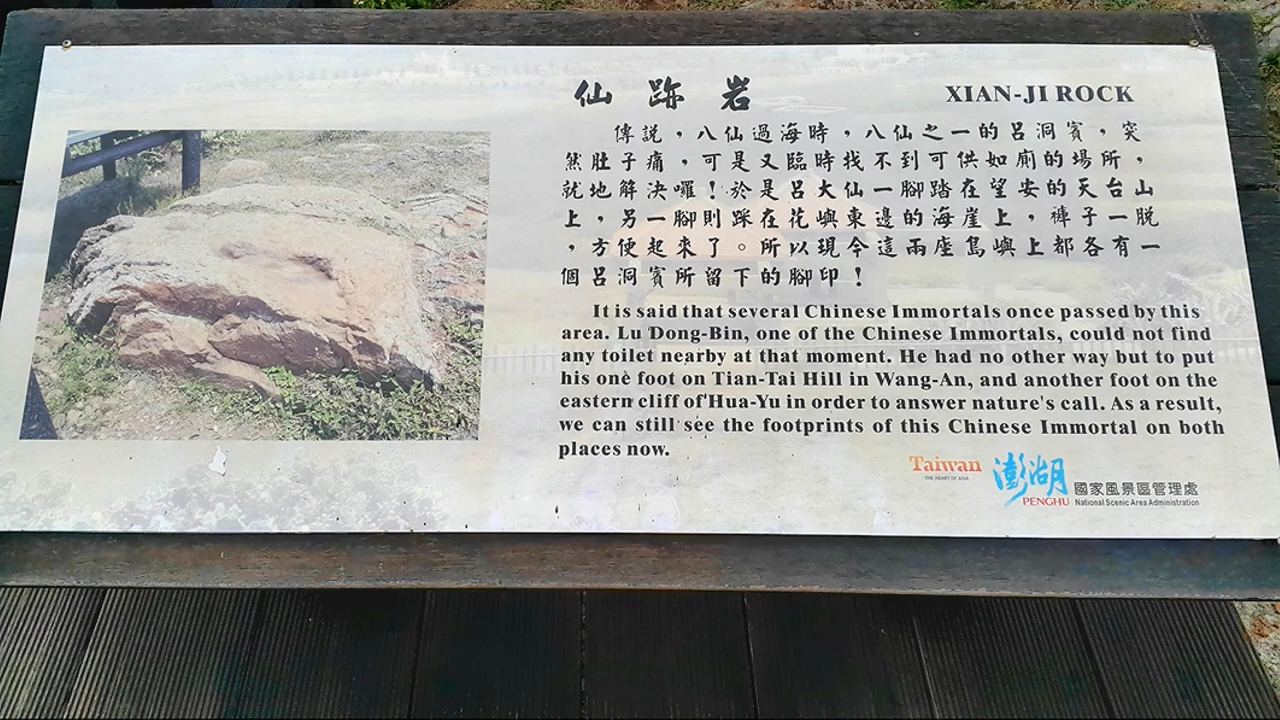 仙跡岩
XIAN-JI ROCK
傳說，八仙過海時，八仙之一的呂洞賓，突
然肚子痛，可是又臨時找不到可供如廁的場所，
就地解決囉！於是呂大仙一腳踏在望安的天台山
上，另一腳則踩在花嶼東邊的海崖上，褲子一脫
，方便起來了。所以現今這兩座島嶼上都各有一
個呂洞賓所留下的腳印！
It is said that several Chinese Immortals once passed by this
area. Lu Dong-Bin, one of the Chinese Immortals, could not find
any toilet nearby at that moment. He had no other way but to put
his one foot on Tian-Tai Hill in Wang-An, and another foot on the
eastern cliff of Hua-Yu in order to answer nature's call. As a result,
we can still see the footprints of this Chinese Immortal on both
places now.
Taiwan
THE HEART OF ASIA
澎湖
PENGHU
國家風景區管理處
National Scenic Area Administration